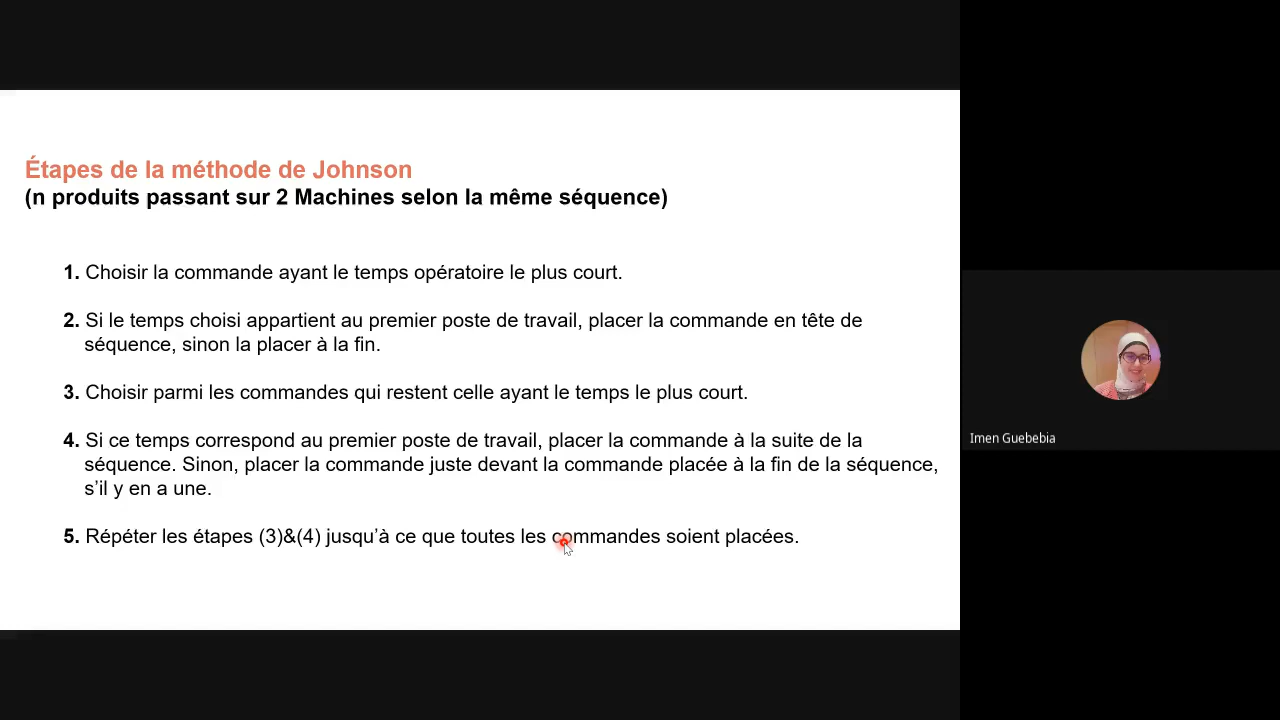 Étapes de la méthode de Johnson
(n produits passant sur 2 Machines selon la même séquence)
1. Choisir la commande ayant le temps opératoire le plus court.
2. Si le temps choisi appartient au premier poste de travail, placer la commande en tête de
séquence, sinon la placer à la fin.
3. Choisir parmi les commandes qui restent celle ayant le temps le plus court.
4. Si ce temps correspond au premier poste de travail, placer la commande à la suite de la
séquence. Sinon, placer la commande juste devant la commande placée à la fin de la séquence,
s’il y en a une.
5. Répéter les étapes (3)&(4) jusqu’à ce que toutes les commandes soient placées.
Imen Guebebia